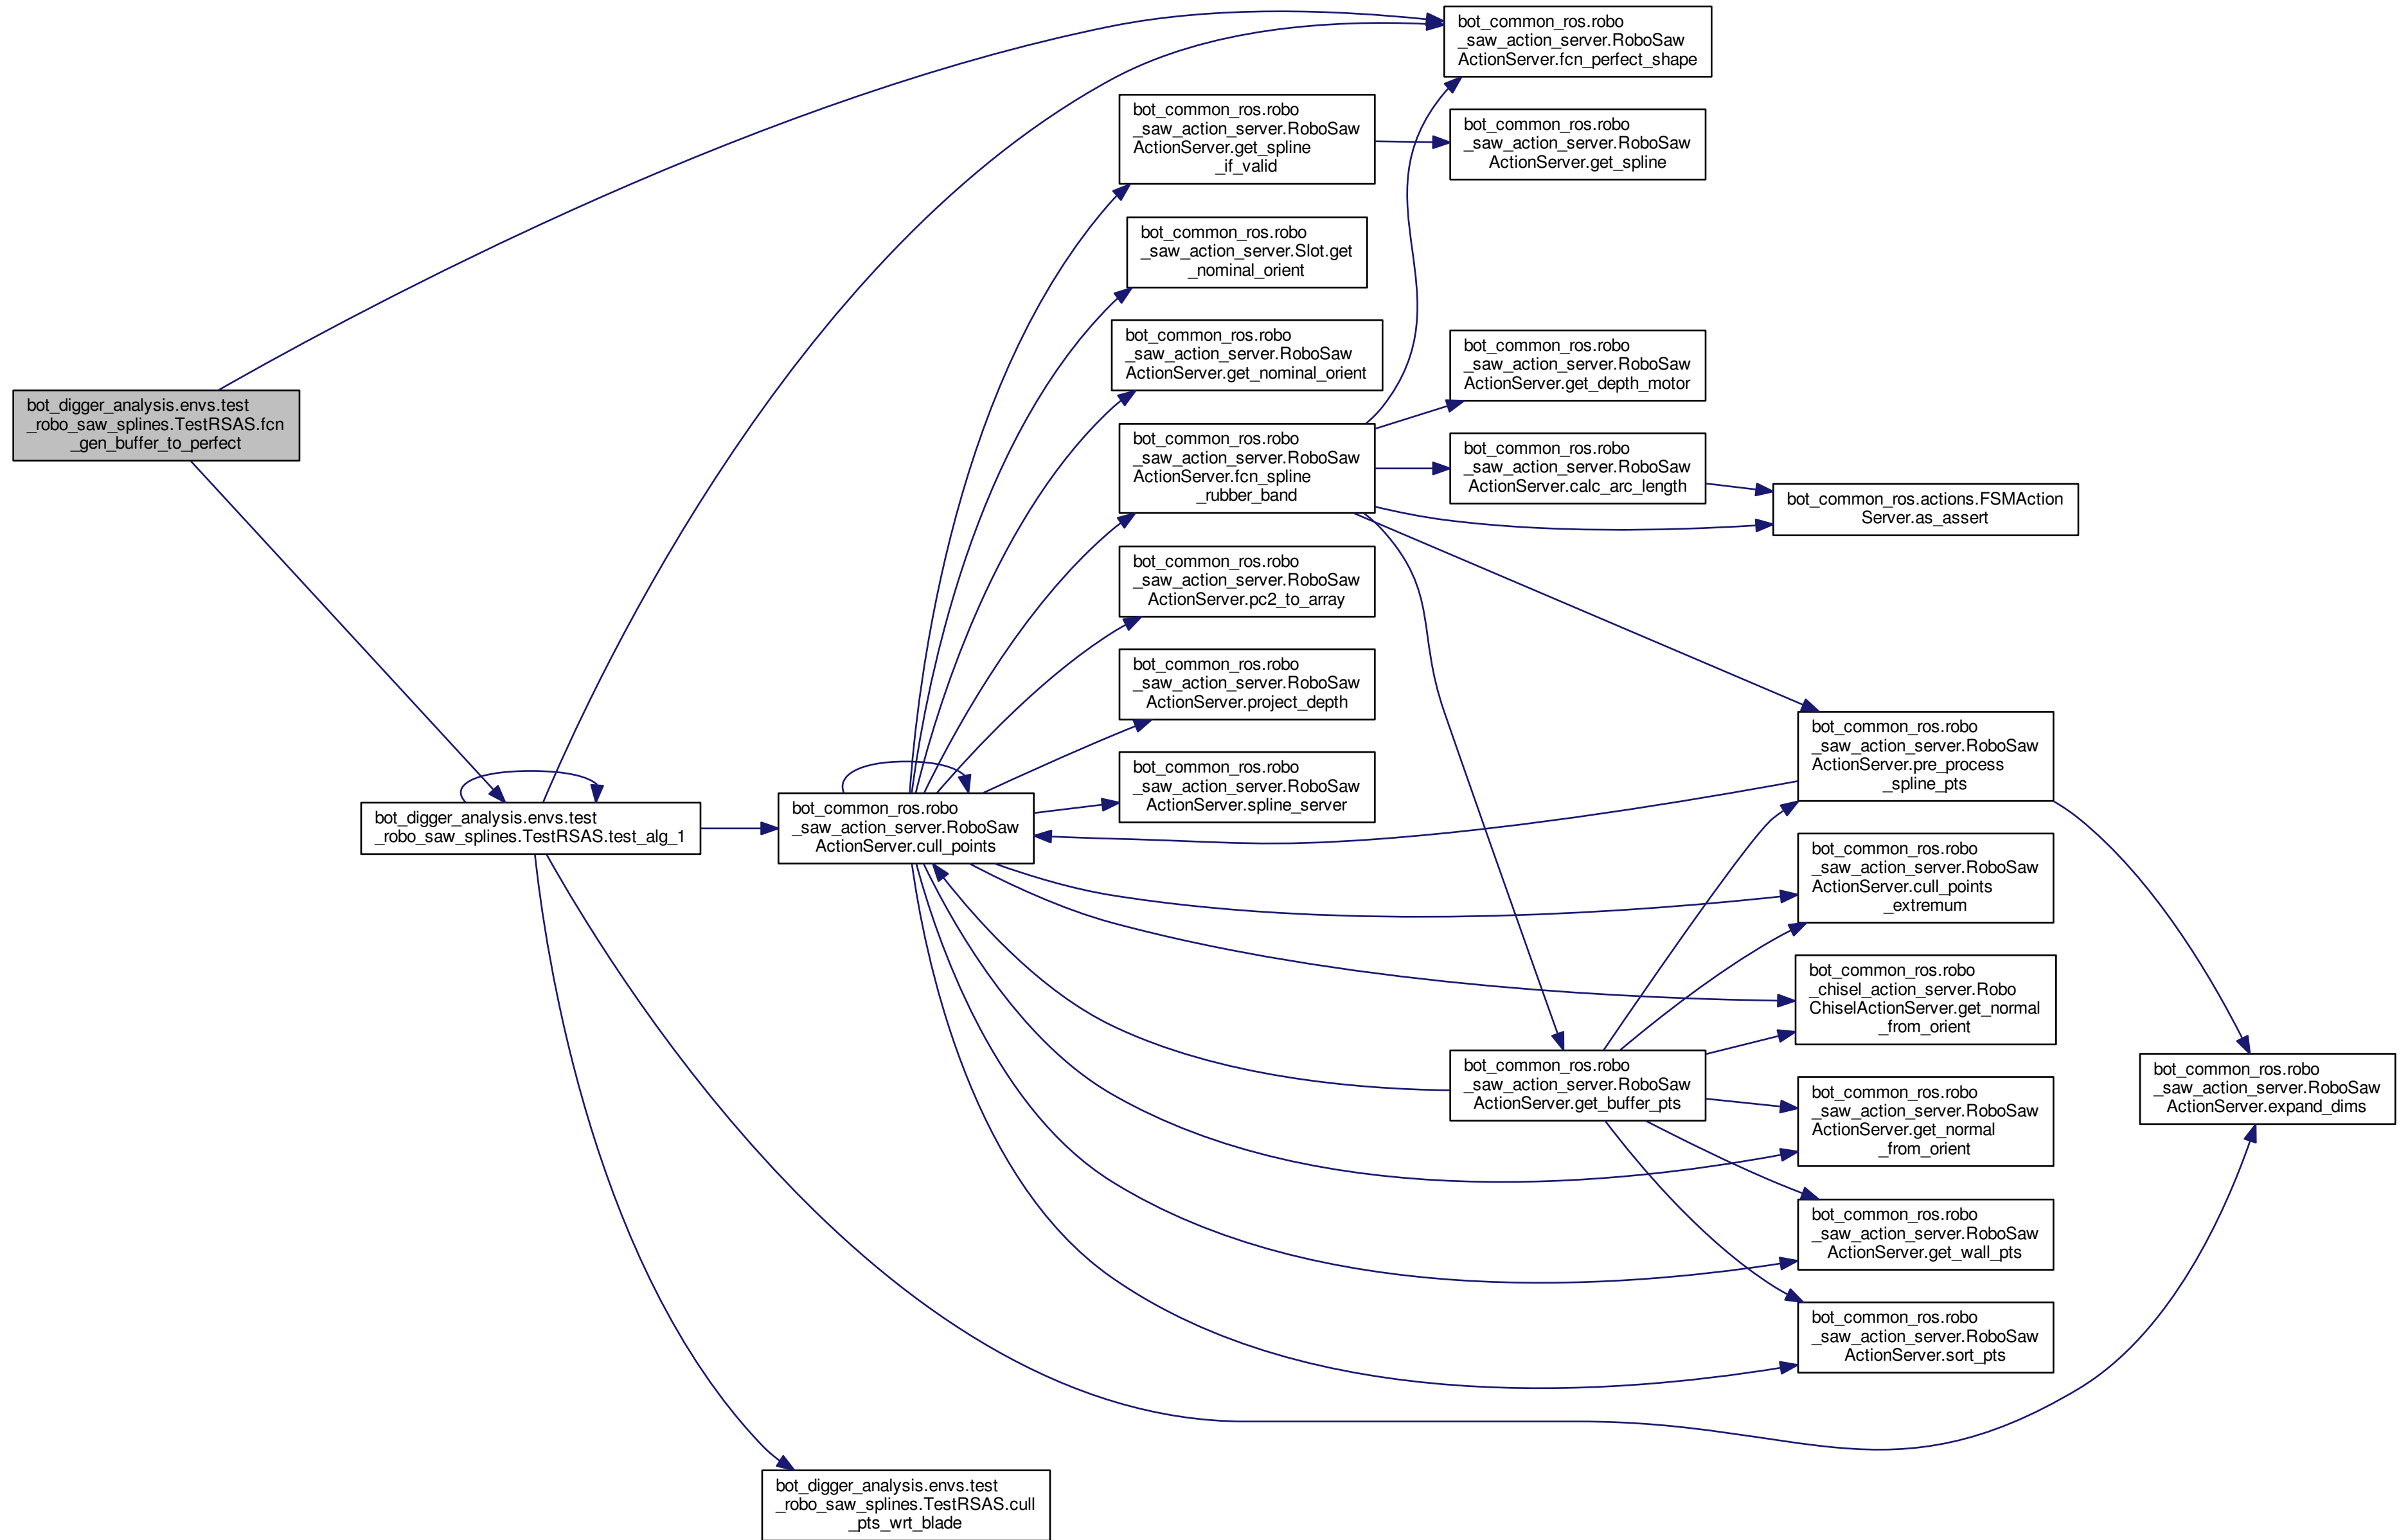 bot_common_ros.robo
_saw_action_server.RoboSaw
ActionServer.fcn_perfect_shape
bot_common_ros.robo
_saw_action_server.RoboSaw
ActionServer.get_spline
_if_valid
bot_common_ros.robo
_saw_action_server.RoboSaw
ActionServer.get_spline
bot_common_ros.robo
_saw_action_server.Slot.get
_nominal_orient
bot_common_ros.robo
_saw_action_server.RoboSaw
ActionServer.get_nominal_orient
bot_common_ros.robo
_saw_action_server.RoboSaw
ActionServer.get_depth_motor
bot_digger_analysis.envs.test
_robo_saw_splines.TestRSAS.fcn
_gen_buffer_to_perfect
bot_common_ros.robo
_saw_action_server.RoboSaw
ActionServer.fcn_spline
_rubber_band
bot_common_ros.robo
_saw_action_server.RoboSaw
ActionServer.calc_arc_length
bot_common_ros.actions.FSMAction
Server.as_assert
bot_common_ros.robo
_saw_action_server.RoboSaw
ActionServer.pc2_to_array
bot_common_ros.robo
_saw_action_server.RoboSaw
ActionServer.project_depth
bot_common_ros.robo
_saw_action_server.RoboSaw
ActionServer.pre_process
_spline_pts
bot_common_ros.robo
_saw_action_server.RoboSaw
ActionServer.spline_server
bot_digger_analysis.envs.test
_robo_saw_splines.TestRSAS.test_alg_1
bot_common_ros.robo
_saw_action_server.RoboSaw
ActionServer.cull_points
bot_common_ros.robo
_saw_action_server.RoboSaw
ActionServer.cull_points
_extremum
bot_common_ros.robo
_chisel_action_server.Robo
ChiselActionServer.get_normal
_from_orient
bot_common_ros.robo
_saw_action_server.RoboSaw
ActionServer.get_buffer_pts
bot_common_ros.robo
_saw_action_server.RoboSaw
ActionServer.expand_dims
bot_common_ros.robo
_saw_action_server.RoboSaw
ActionServer.get_normal
_from_orient
bot_common_ros.robo
_saw_action_server.RoboSaw
ActionServer.get_wall_pts
bot_common_ros.robo
_saw_action_server.RoboSaw
ActionServer.sort_pts
bot_digger_analysis.envs.test
_robo_saw_splines.TestRSAS.cull
_pts_wrt_blade